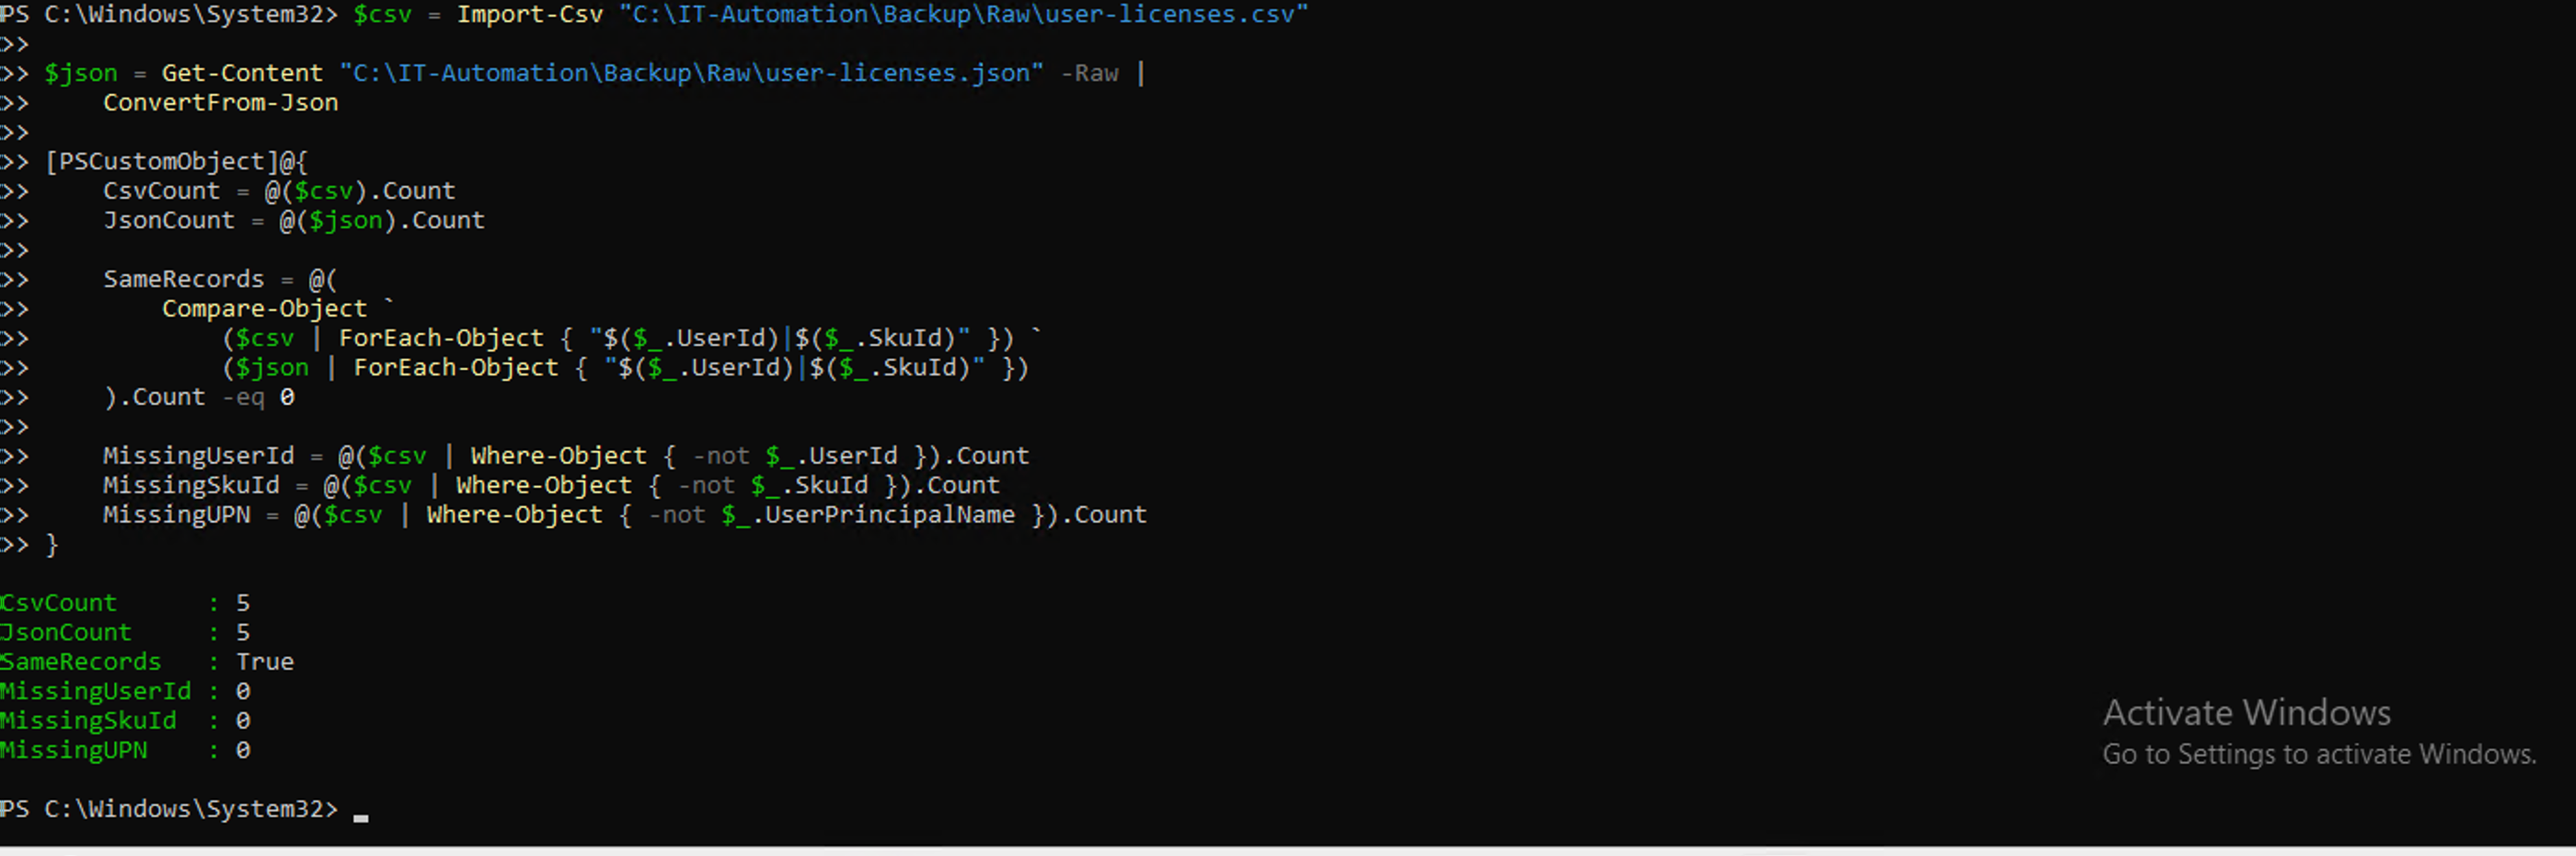 PS C:\Windows\System32> $csv = Import-Csv "C:\IT-Automation\Backup\Raw\user-licenses.csv"
>>
>> $json = Get-Content "C:\IT-Automation\Backup\Raw\user-licenses.json" -Raw |
>>     ConvertFrom-Json
>>
>> [PSCustomObject]@{
>>     CsvCount = @($csv).Count
>>     JsonCount = @($json).Count
>>
>>     SameRecords = @(
>>         Compare-Object `
>>             ($csv | ForEach-Object { "$($_.UserId)|$($_.SkuId)" }) `
>>             ($json | ForEach-Object { "$($_.UserId)|$($_.SkuId)" })
>>     ).Count -eq 0
>>
>>     MissingUserId = @($csv | Where-Object { -not $_.UserId }).Count
>>     MissingSkuId = @($csv | Where-Object { -not $_.SkuId }).Count
>>     MissingUPN = @($csv | Where-Object { -not $_.UserPrincipalName }).Count
>> }
CsvCount      : 5
JsonCount     : 5
SameRecords   : True
MissingUserId : 0
MissingSkuId  : 0
MissingUPN    : 0
PS C:\Windows\System32>
Activate Windows
Go to Settings to activate Windows.